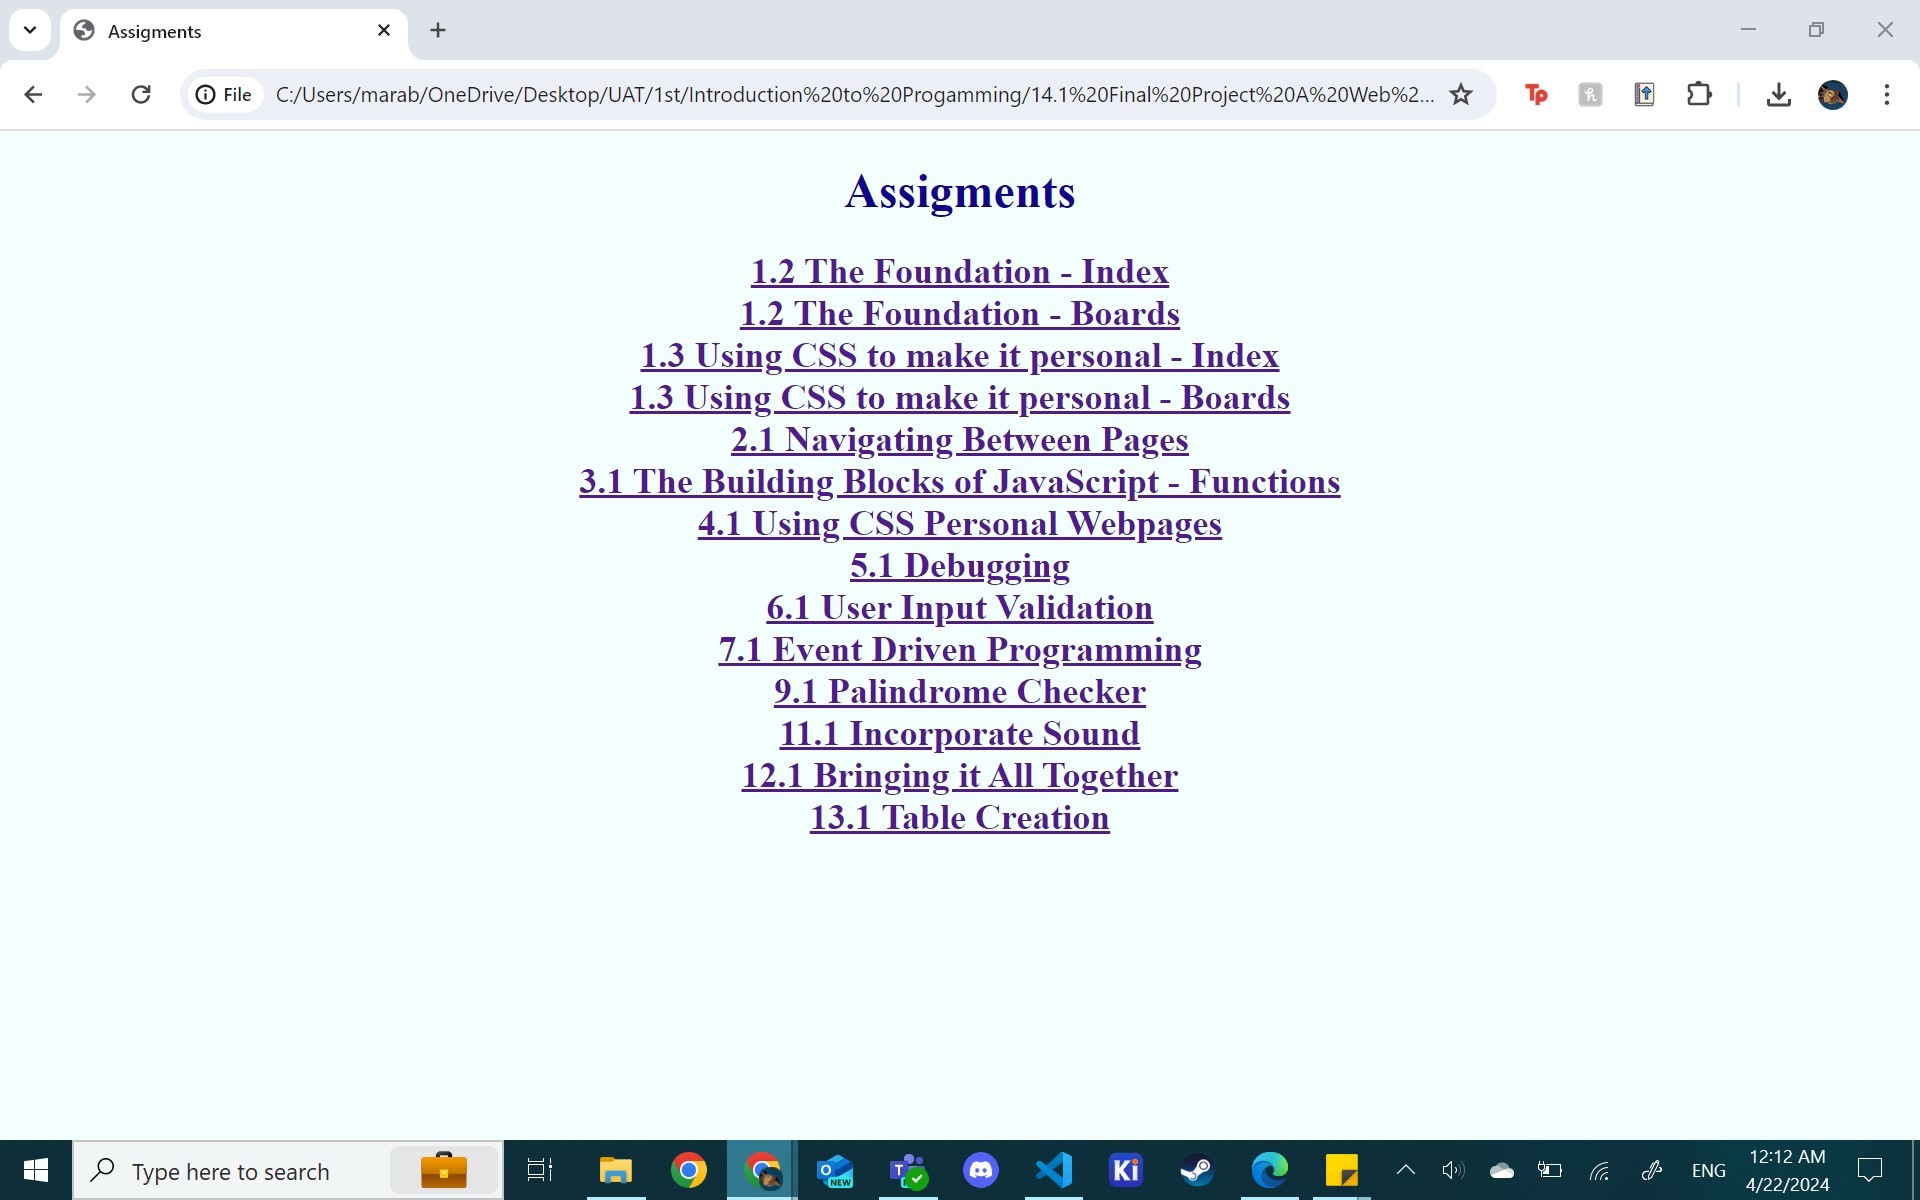 Assigments
File
C:/Users/marab/OneDrive/Desktop/UAT/1st/Introduction%20to%20Progamming/14.1%20Final%20Project%20A%20Web%2...
Tp
Assigments
1.2 The Foundation - Index
1.2 The Foundation - Boards
1.3 Using CSS to make it personal - Index
1.3 Using CSS to make it personal - Boards
2.1 Navigating Between Pages
3.1 The Building Blocks of JavaScript - Functions
4.1 Using CSS Personal Webpages
5.1 Debugging
6.1 User Input Validation
7.1 Event Driven Programming
9.1 Palindrome Checker
11.1 Incorporate Sound
12.1 Bringing it All Together
13.1 Table Creation
Type here to search
NEW
Ki
ENG
12:12 AM
4/22/2024